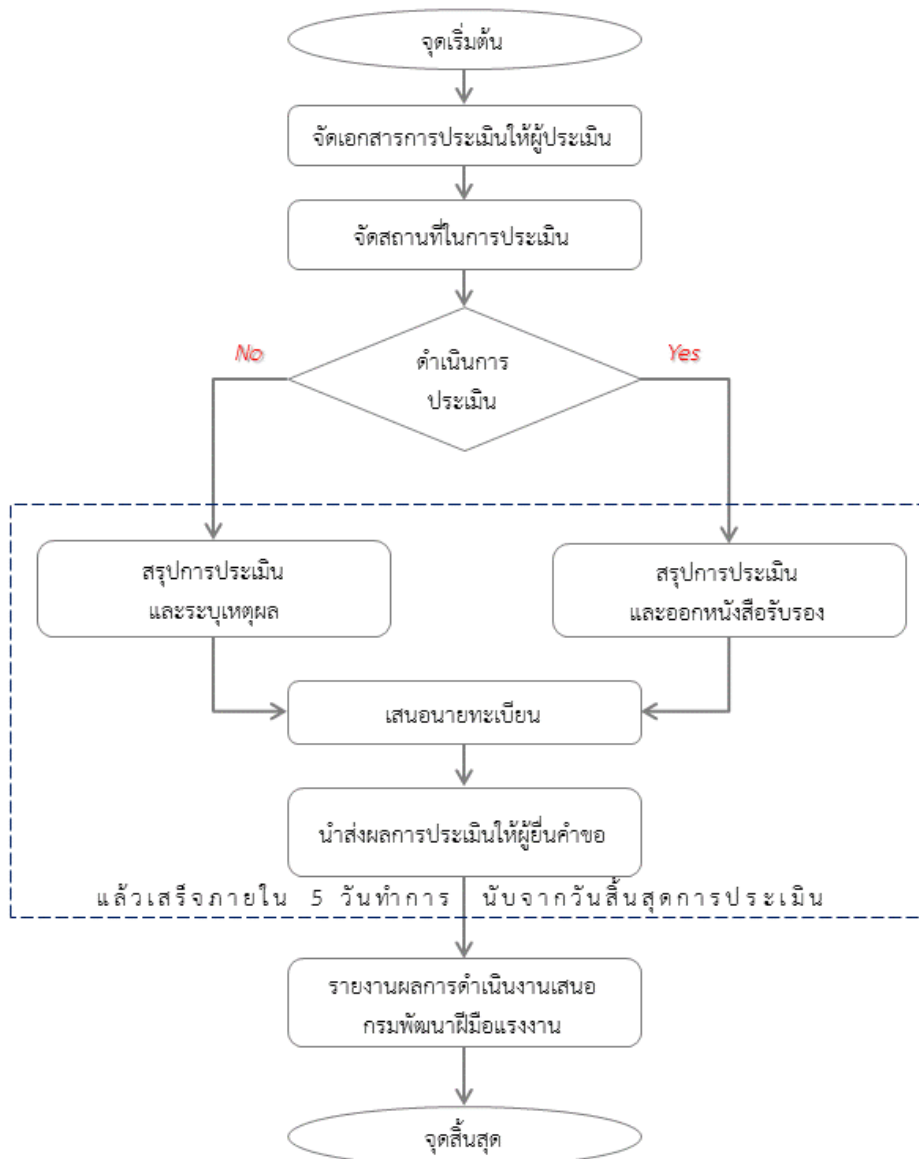 จุดเริ่มต้น
จัดเอกสารการประเมินให้ผู้ประเมิน
จัดสถานที่ในการประเมิน
ดำเนินการ
ประเมิน
No
Yes
สรุปการประเมิน
และระบุเหตุผล
สรุปการประเมิน
และออกหนังสือรับรอง
เสนอนายทะเบียน
นำส่งผลการประเมินให้ผู้ยื่นคำขอ
แล้วเสร็จภายใน 5 วันทำการ นับจากวันสิ้นสุดการประเมิน
รายงานผลการดำเนินงานเสนอ
กรมพัฒนาฝีมือแรงงาน
จุดสิ้นสุด